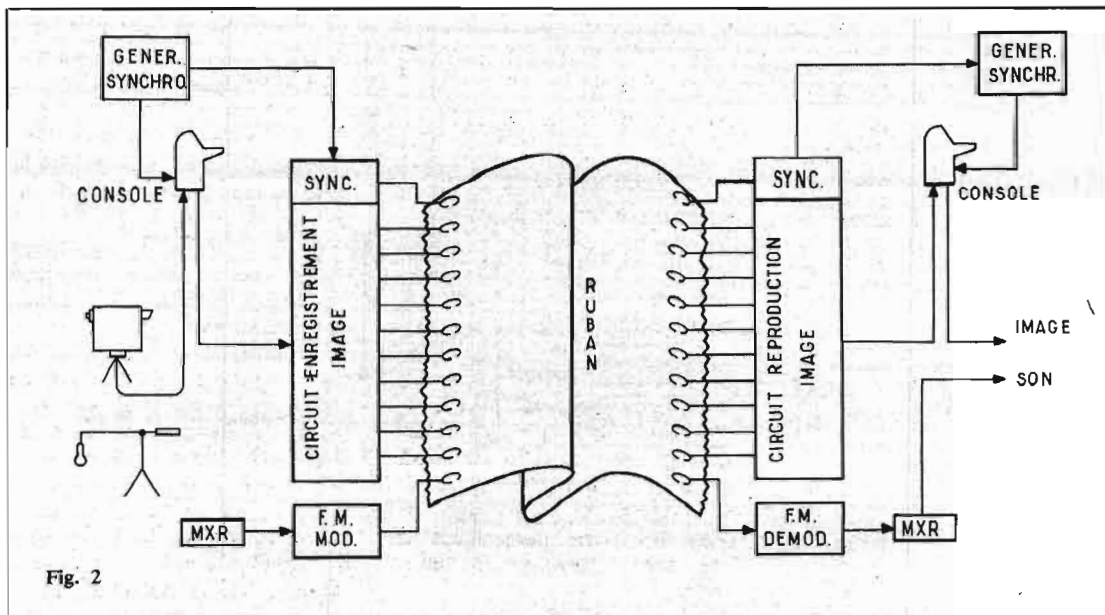 GENER.
SYNCHRO.
CONSOLE
SYNC.
CIRCUIT ENREGISTREMENT
IMAGE
MXR.
F.M.
MOD.
RUBAN
SYNC.
CIRCUIT REPRODUCTION
IMAGE
F.M.
DEMOD.
MXR.
GENER.
SYNCHR.
CONSOLE
IMAGE
SON
Fig. 2